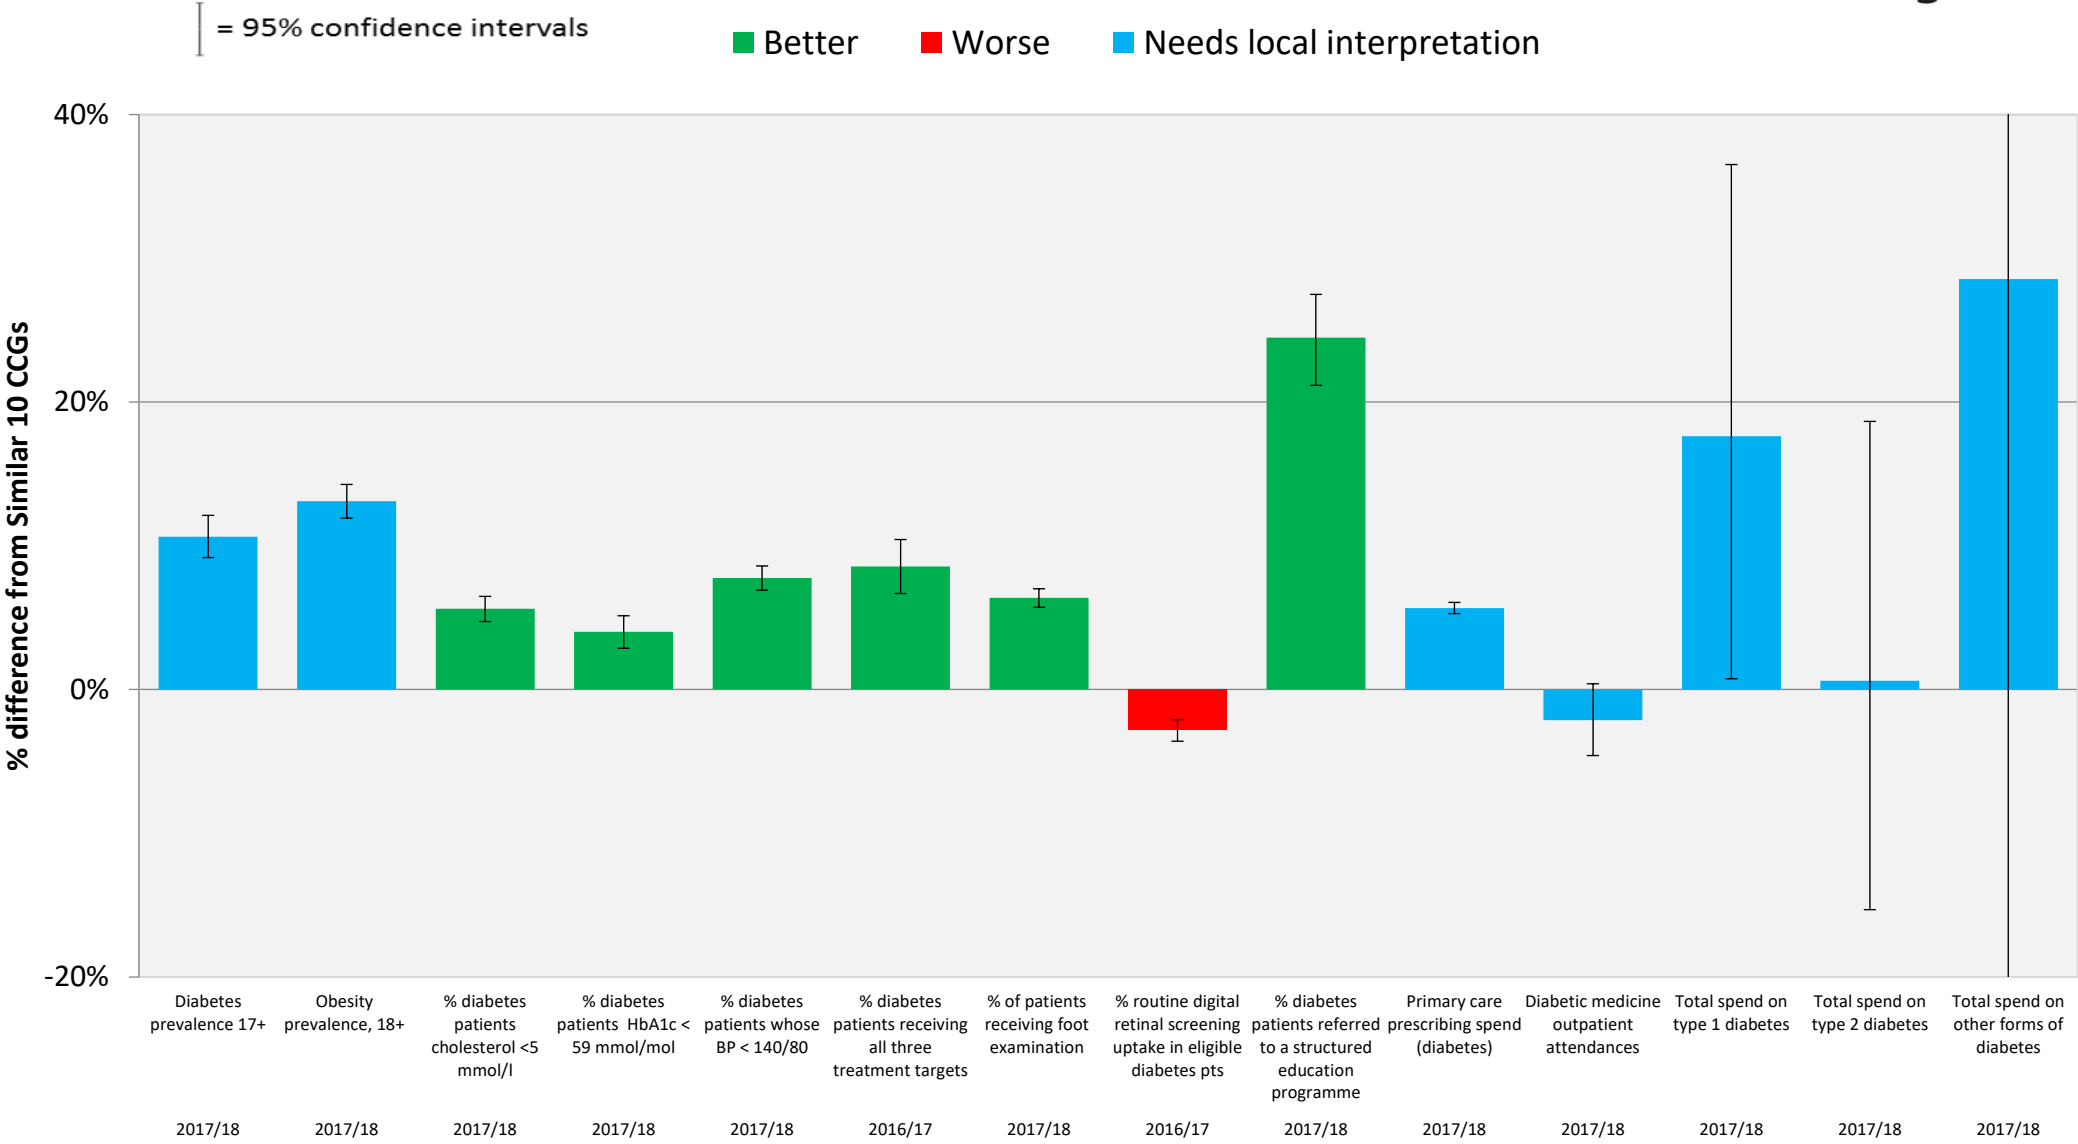 = 95% confidence intervals
Better Worse Needs local interpretation
% difference from Similar 10 CCGs
40%
20%
0%
-20%
Diabetes
prevalence 17+
2017/18
Obesity
prevalence, 18+
2017/18
% diabetes
patients
cholesterol <5
mmol/l
2017/18
% diabetes
patients HbA1c <
59 mmol/mol
2017/18
% diabetes
patients whose
BP < 140/80
2017/18
% diabetes
patients receiving
all three
treatment targets
2016/17
% of patients
receiving foot
examination
2017/18
% routine digital
retinal screening
uptake in eligible
diabetes pts
2016/17
% diabetes
patients referred
to a structured
education
programme
2017/18
Primary care
prescribing spend
(diabetes)
2017/18
Diabetic medicine
outpatient
attendances
2017/18
Total spend on
type 1 diabetes
2017/18
Total spend on
type 2 diabetes
2017/18
Total spend on
other forms of
diabetes
2017/18